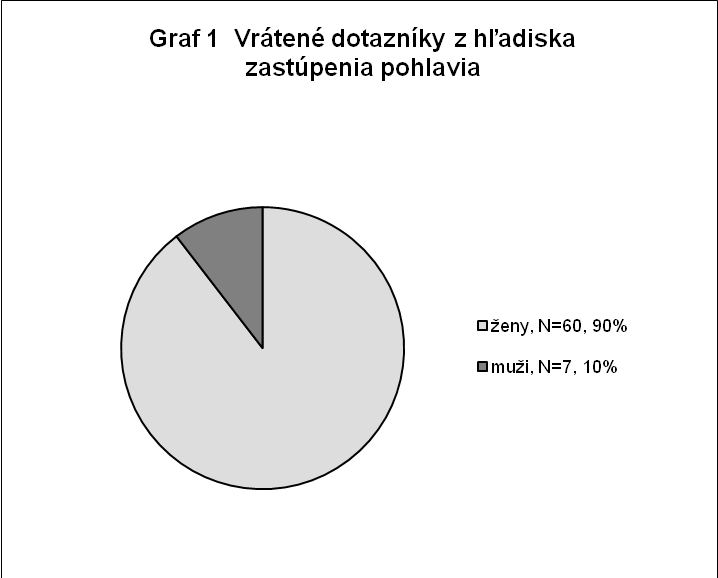 Graf 1  Vrátené dotazníky z hľadiska
zastúpenia pohlavia
ženy, N=60, 90%
muži, N=7, 10%